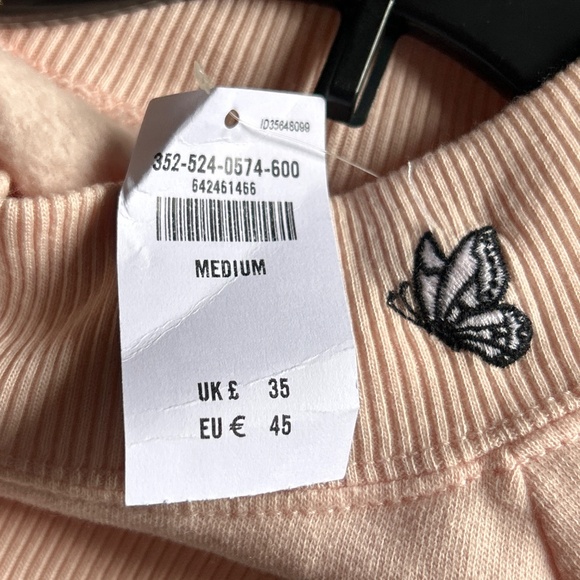 ID35648099
352-524-0574-600
642461466
MEDIUM
UK £ 35
EU € 45